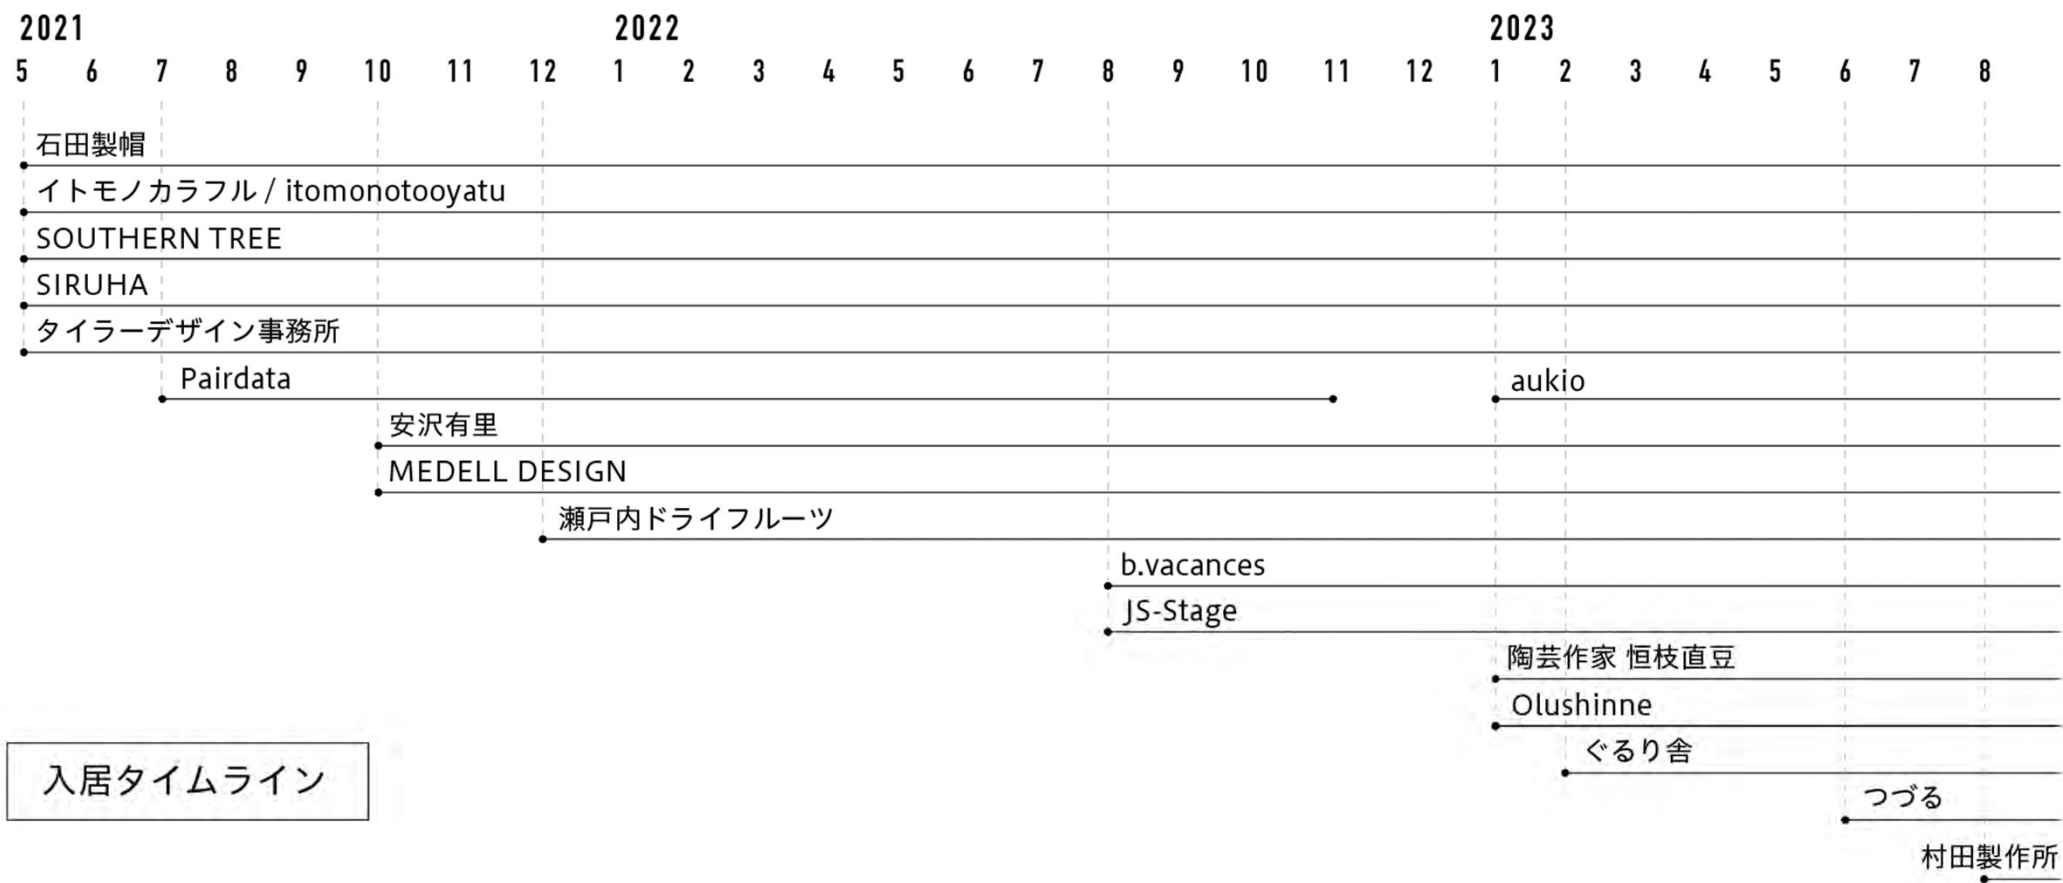 2021 2022 2023
5 6 7 8 9 10 11 12 1 2 3 4 5 6 7 8 9 10 11 12 1 2 3 4 5 6 7 8
石田製帽
イトモノカラフル / itomonotooyatu
SOUTHERN TREE
SIRUHA
タイラーデザイン事務所
Pairdata aukio
安沢有里
MEDELL DESIGN
瀬戸内ドライフルーツ
b.vacances
JS-Stage
陶芸作家 恒枝直豆
Olushinne
ぐるり舎
入居タイムライン
つづる
村田製作所